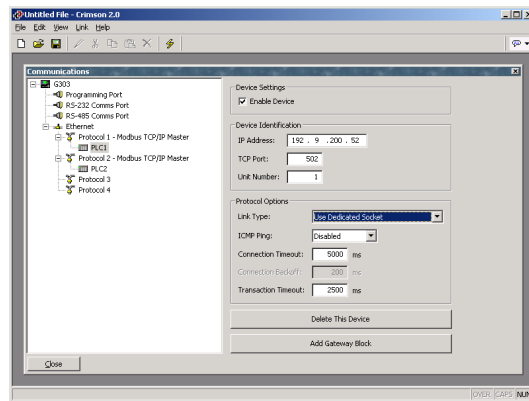 Untitled File - Crimson 2.0
File Edit View Link Help
Communications
G303
Programming Port
RS-232 Comms Port
RS-485 Comms Port
Ethernet
Protocol 1 - Modbus TCP/IP Master
PLC1
Protocol 2 - Modbus TCP/IP Master
PLC2
Protocol 3
Protocol 4
Device Settings
Enable Device
Device Identification
IP Address: 192 . 9 .200 . 52
TCP Port: 502
Unit Number: 1
Protocol Options
Link Type: Use Dedicated Socket
ICMP Ping: Disabled
Connection Timeout: 5000 ms
Connection Backoff: 200 ms
Transaction Timeout: 2500 ms
Delete This Device
Add Gateway Block
Close
OVER CAPS NUM